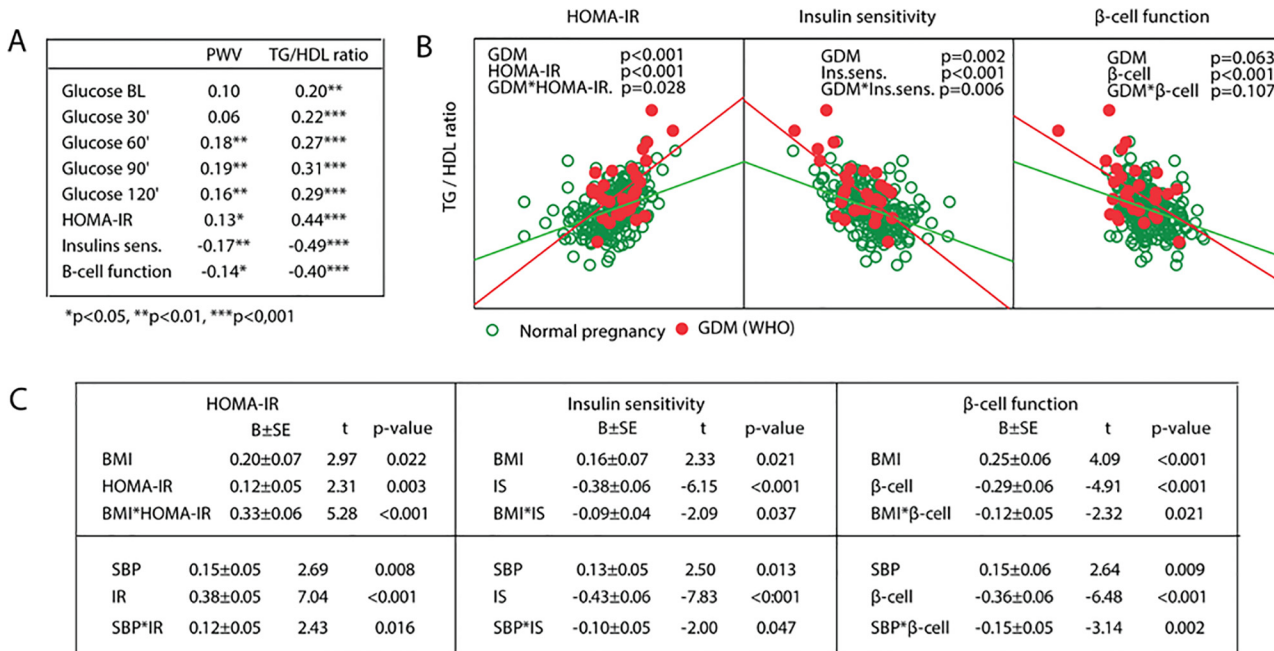 A
PWV TG/HDL ratio
Glucose BL 0.10 0.20**
Glucose 30' 0.06 0.22***
Glucose 60' 0.18** 0.27***
Glucose 90' 0.19** 0.31***
Glucose 120' 0.16** 0.29***
HOMA-IR 0.13* 0.44***
Insulins sens. -0.17** -0.49***
B-cell function -0.14* -0.40***
*p<0.05, **p<0.01, ***p<0,001
B
HOMA-IR Insulin sensitivity β-cell function
TG / HDL ratio
GDM p<0.001
HOMA-IR p<0.001
GDM*HOMA-IR. p=0.028
GDM p=0.002
Ins.sens. p<0.001
GDM*Ins.sens. p=0.006
GDM p=0.063
β-cell p<0.001
GDM*β-cell p=0.107
Normal pregnancy GDM (WHO)
C
HOMA-IR
B±SE t p-value
BMI 0.20±0.07 2.97 0.022
HOMA-IR 0.12±0.05 2.31 0.003
BMI*HOMA-IR 0.33±0.06 5.28 <0.001
SBP 0.15±0.05 2.69 0.008
IR 0.38±0.05 7.04 <0.001
SBP*IR 0.12±0.05 2.43 0.016
Insulin sensitivity
B±SE t p-value
BMI 0.16±0.07 2.33 0.021
IS -0.38±0.06 -6.15 <0.001
BMI*IS -0.09±0.04 -2.09 0.037
SBP 0.13±0.05 2.50 0.013
IS -0.43±0.06 -7.83 <0:001
SBP*IS -0.10±0.05 -2.00 0.047
β-cell function
B±SE t p-value
BMI 0.25±0.06 4.09 <0.001
β-cell -0.29±0.06 -4.91 <0.001
BMI*β-cell -0.12±0.05 -2.32 0.021
SBP 0.15±0.06 2.64 0.009
β-cell -0.36±0.06 -6.48 <0.001
SBP*β-cell -0.15±0.05 -3.14 0.002